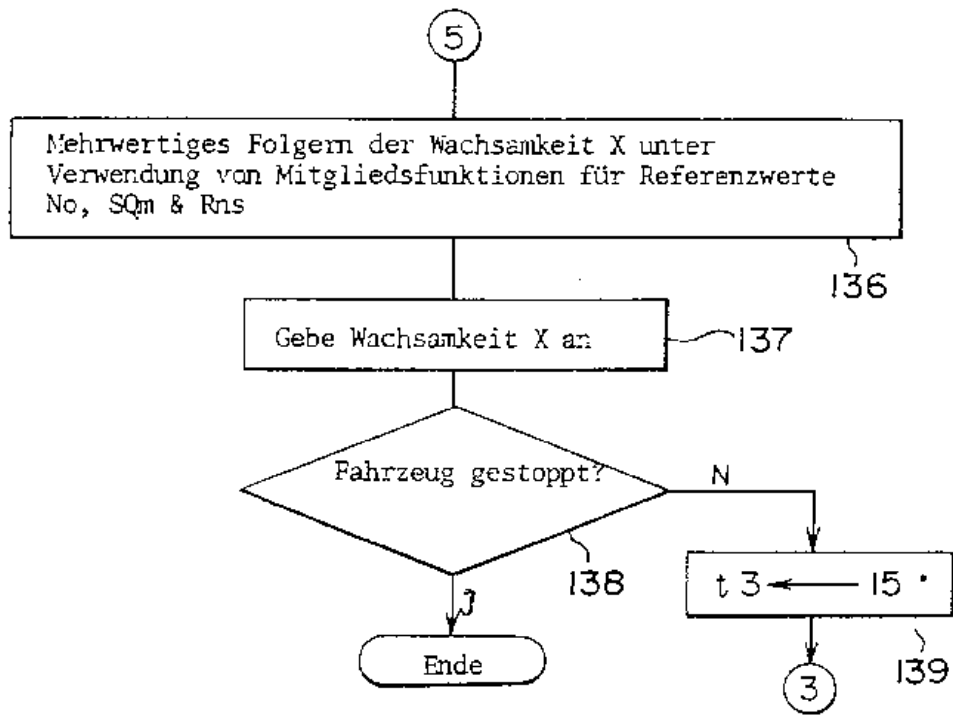 5
Mehrwertiges Folgern der Wachsamkeit X unter
Verwendung von Mitgliedsfunktionen für Referenzwerte
No, SQm & Rns
136
Gebe Wachsamkeit X an
137
Fahrzeug gestoppt?
N
138
J
t 3 ← 15
139
Ende
3